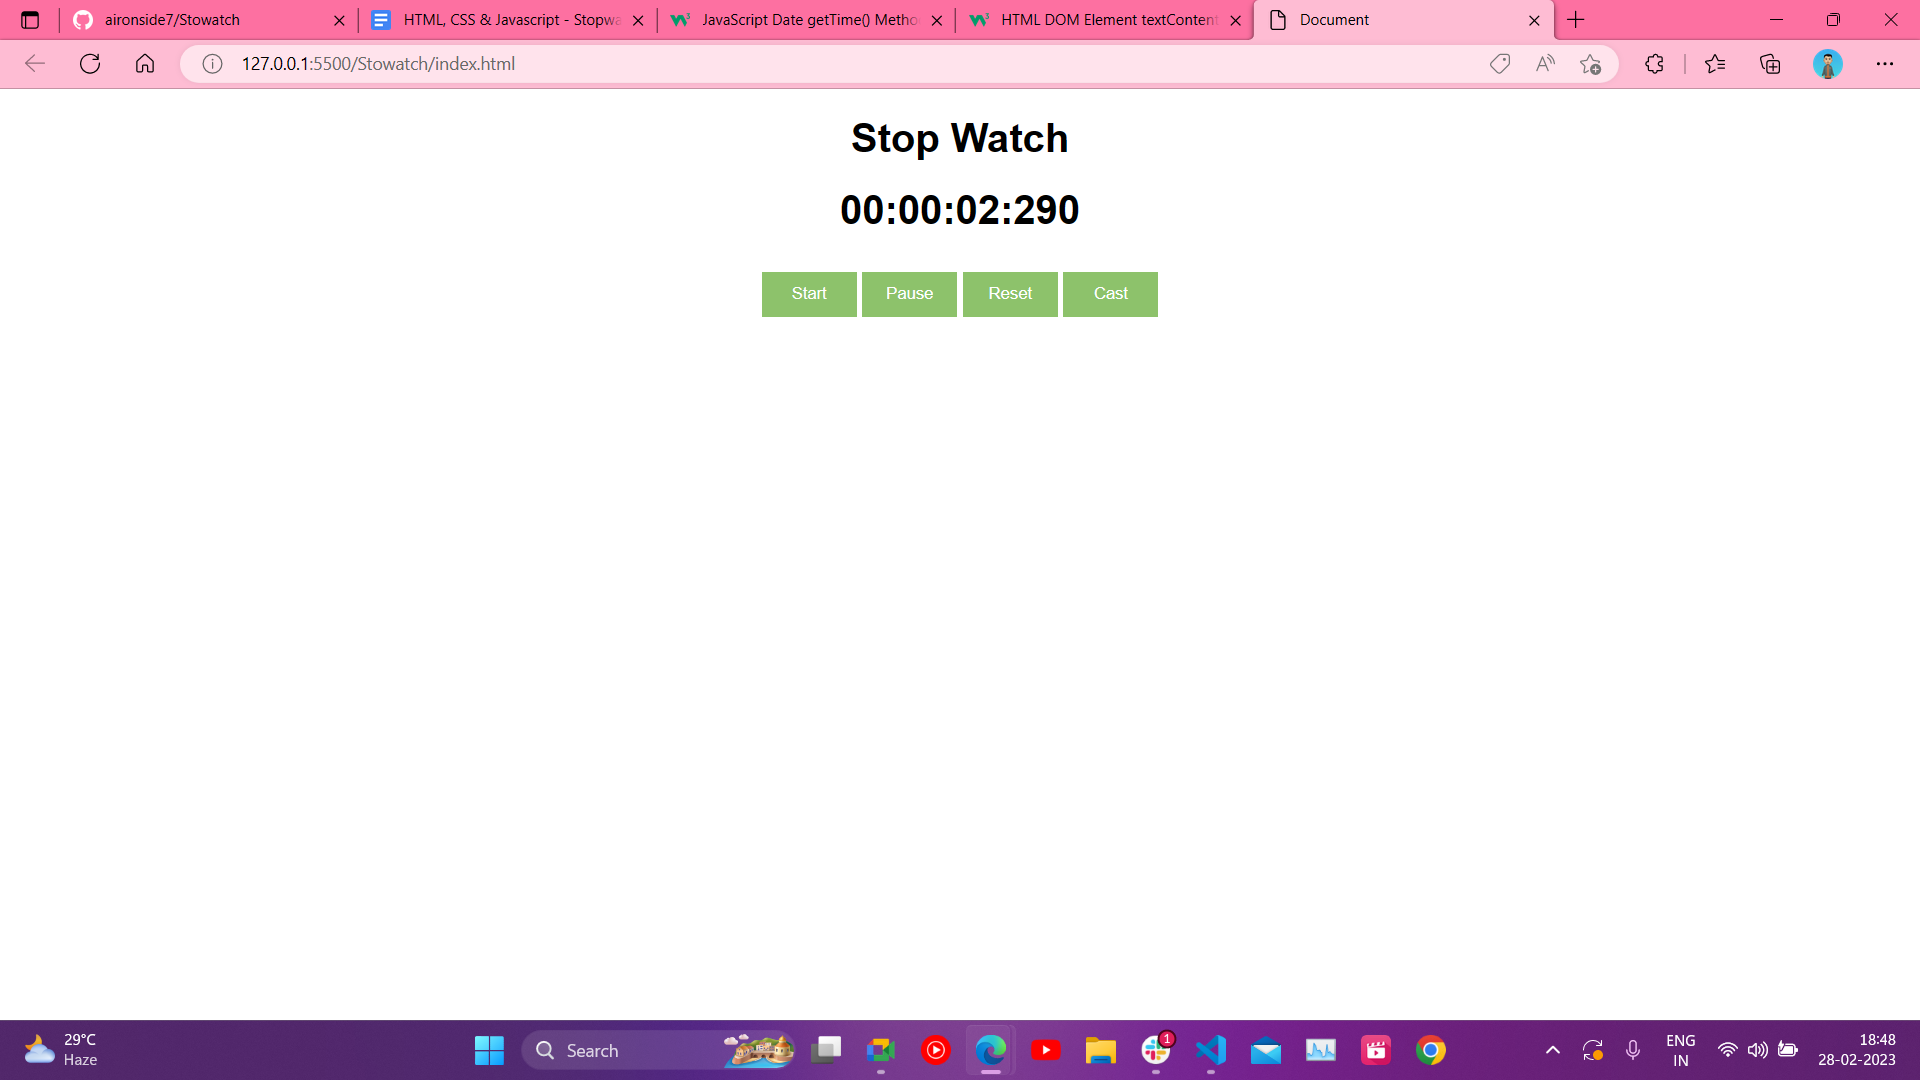 aironside7/Stowatch
HTML, CSS & Javascript - Stopwa
JavaScript Date getTime() Metho
HTML DOM Element textContent
Document
127.0.0.1:5500/Stowatch/index.html
Stop Watch
00:00:02:290
Start Pause Reset Cast
29°C
Haze
Search
1
ENG
IN
18:48
28-02-2023